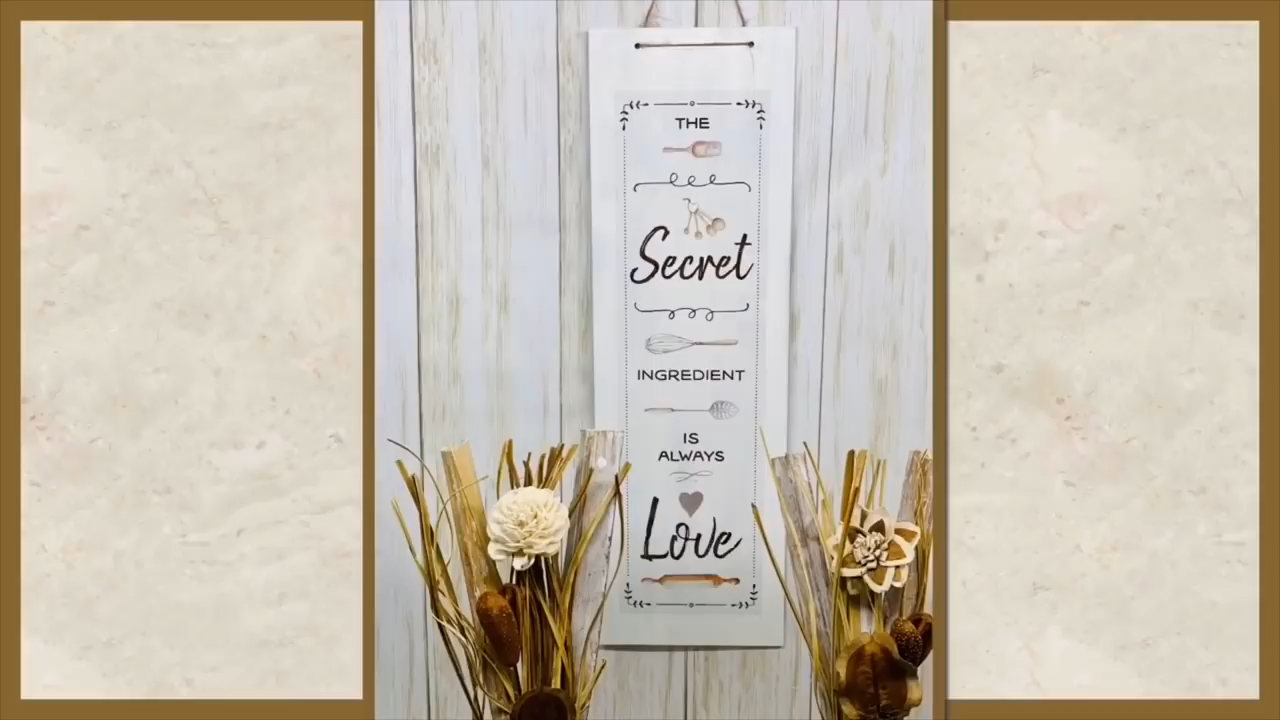 THE
Secret
INGREDIENT
IS
ALWAYS
Love